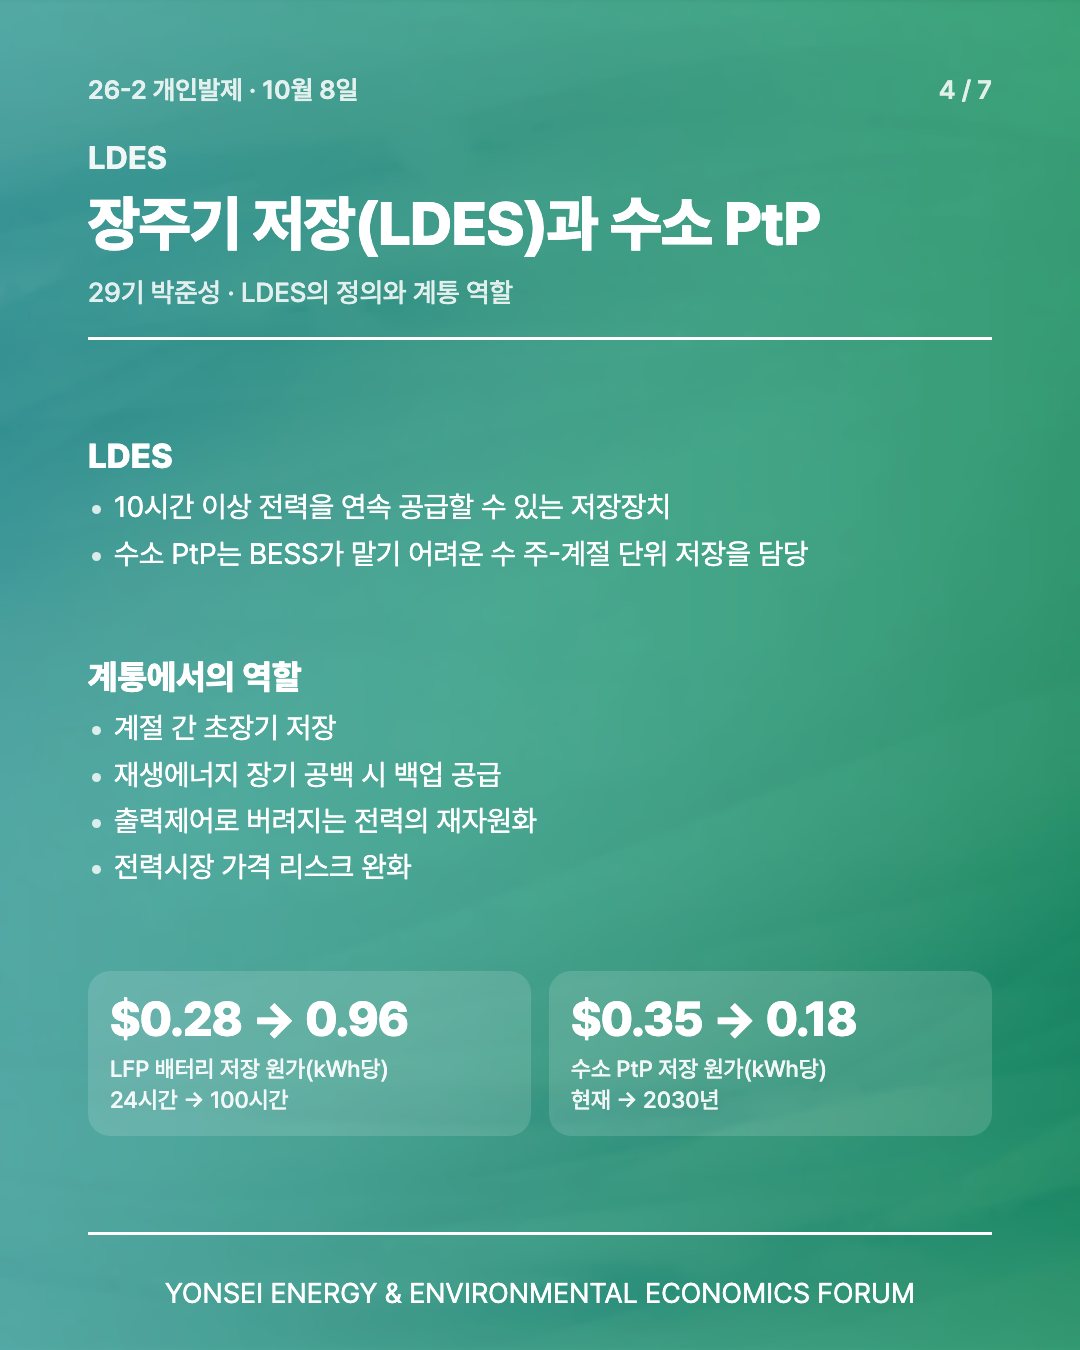 26-2 개인발제 · 10월 8일
4 / 7
LDES
장주기 저장(LDES)과 수소 PtP
29기 박준성 · LDES의 정의와 계통 역할
LDES
• 10시간 이상 전력을 연속 공급할 수 있는 저장장치
• 수소 PtP는 BESS가 맡기 어려운 수 주-계절 단위 저장을 담당
계통에서의 역할
• 계절 간 초장기 저장
• 재생에너지 장기 공백 시 백업 공급
• 출력제어로 버려지는 전력의 재자원화
• 전력시장 가격 리스크 완화
$0.28 → 0.96
LFP 배터리 저장 원가(kWh당)
24시간 → 100시간
$0.35 → 0.18
수소 PtP 저장 원가(kWh당)
현재 → 2030년
YONSEI ENERGY & ENVIRONMENTAL ECONOMICS FORUM